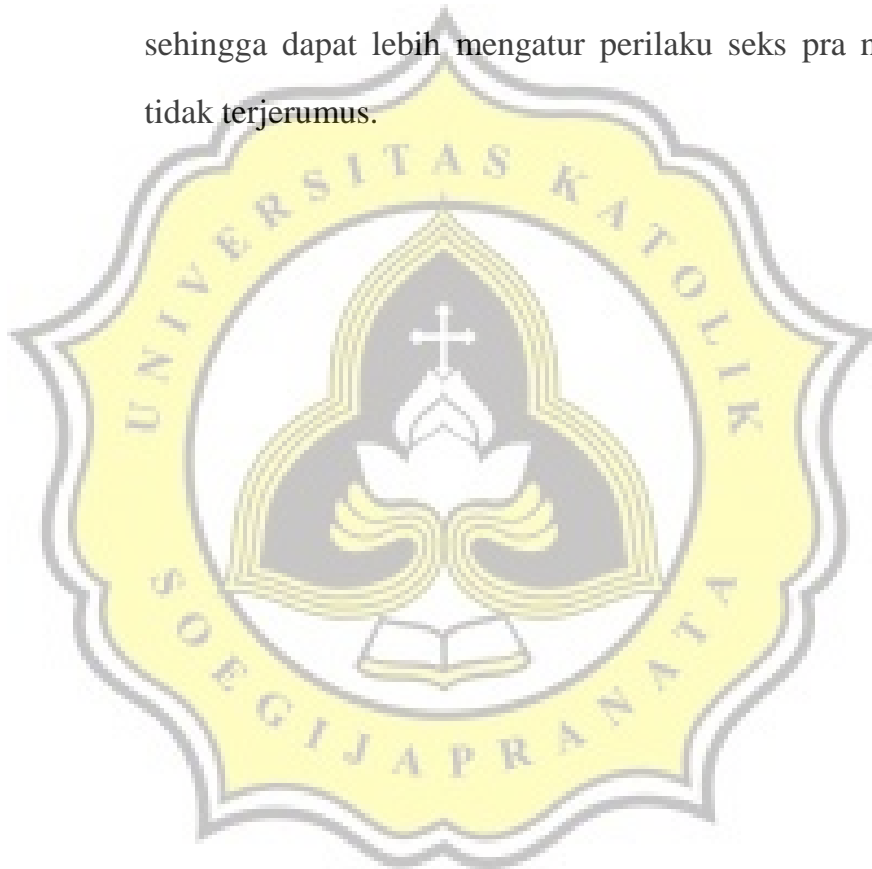 sehingga dapat lebih mengatur perilaku seks pra
tidak terjerumus.
UNIVERSITAS KATOLIK
SOEGIJAPRANATA